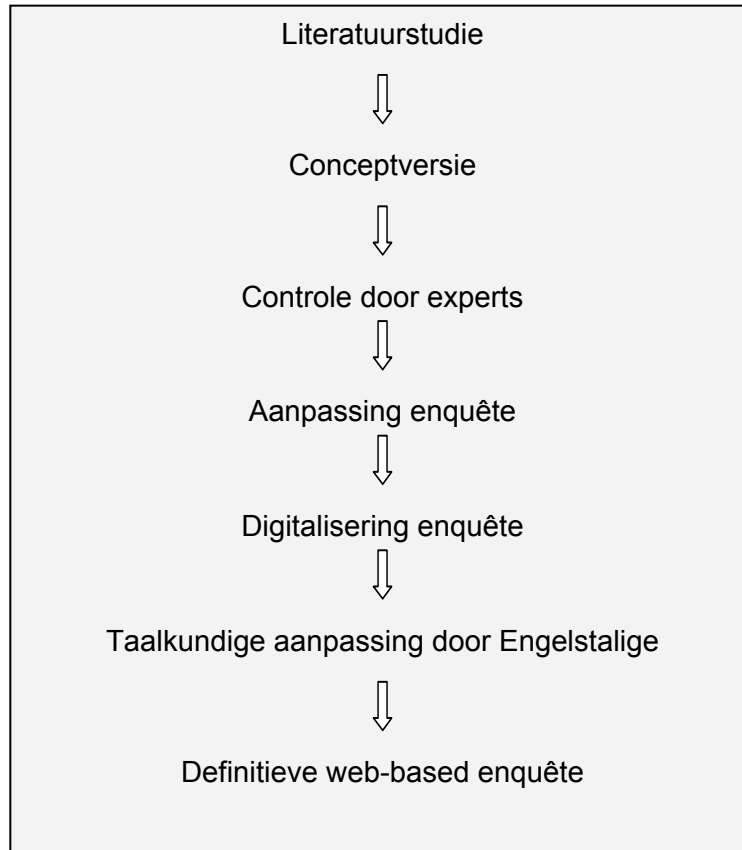 Literatuurstudie
Conceptversie
Controle door experts
Aanpassing enquête
Digitalisering enquête
Taalkundige aanpassing door Engelstalige
Definitieve web-based enquête